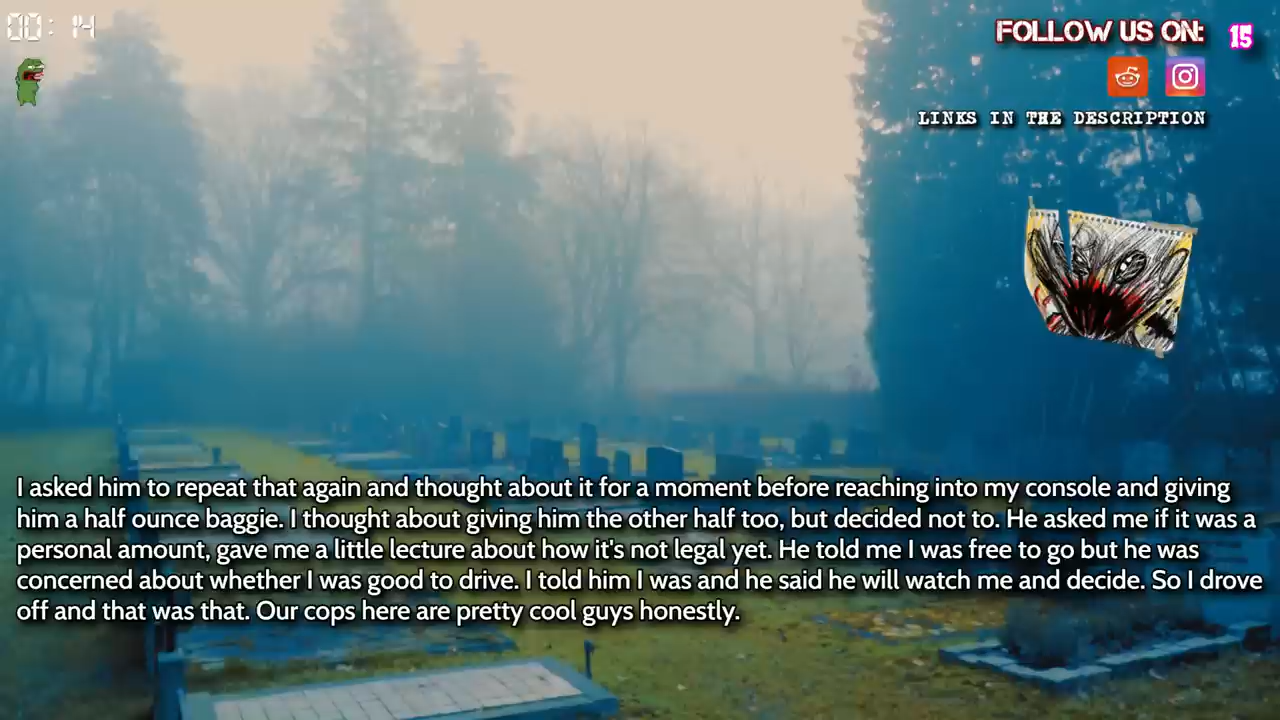 00: 14
FOLLOW US ON:
15
LINKS IN THE DESCRIPTION
I asked him to repeat that again and thought about it for a moment before reaching into my console and giving
him a half ounce baggie. I thought about giving him the other half too, but decided not to. He asked me if it was a
personal amount, gave me a little lecture about how it's not legal yet. He told me I was free to go but he was
concerned about whether I was good to drive. I told him I was and he said he will watch me and decide. So I drove
off and that was that. Our cops here are pretty cool guys honestly.